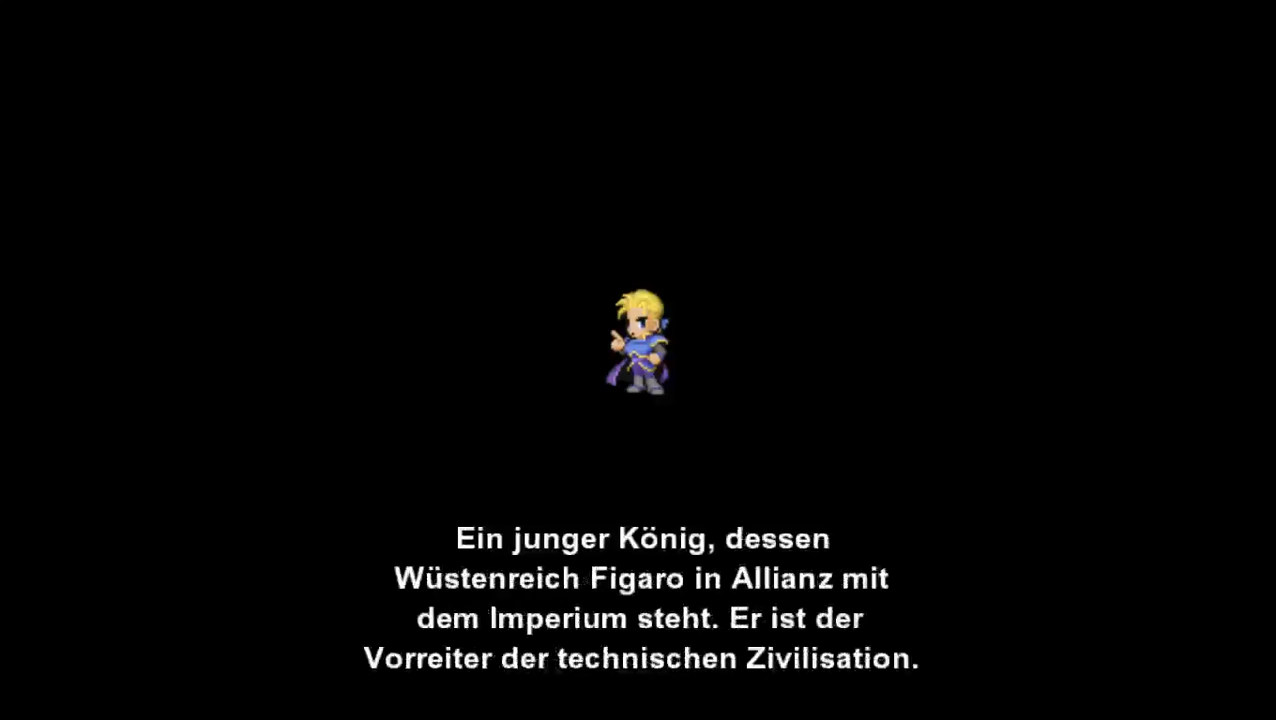 Ein junger König, dessen
Wüstenreich Figaro in Allianz mit
dem Imperium steht. Er ist der
Vorreiter der technischen Zivilisation.